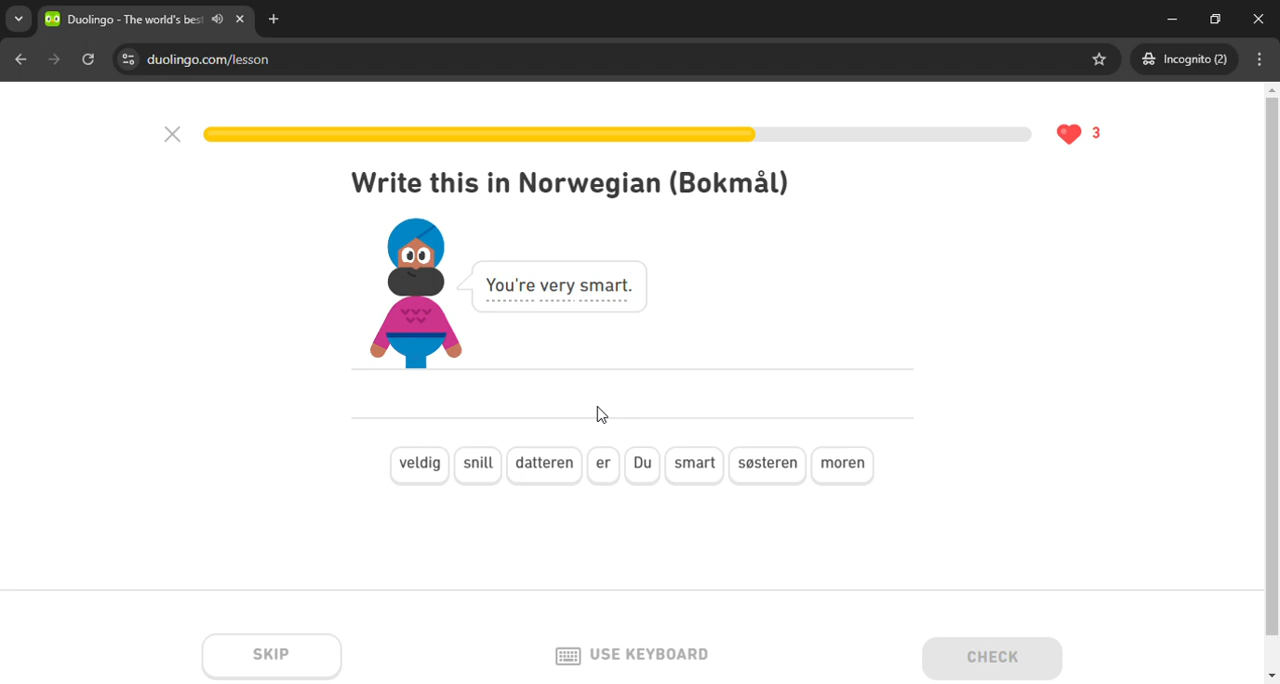 Duolingo - The world's best
duolingo.com/lesson
Incognito (2)
3
Write this in Norwegian (Bokmål)
You're very smart.
veldig snill datteren er Du smart søsteren moren
SKIP USE KEYBOARD CHECK